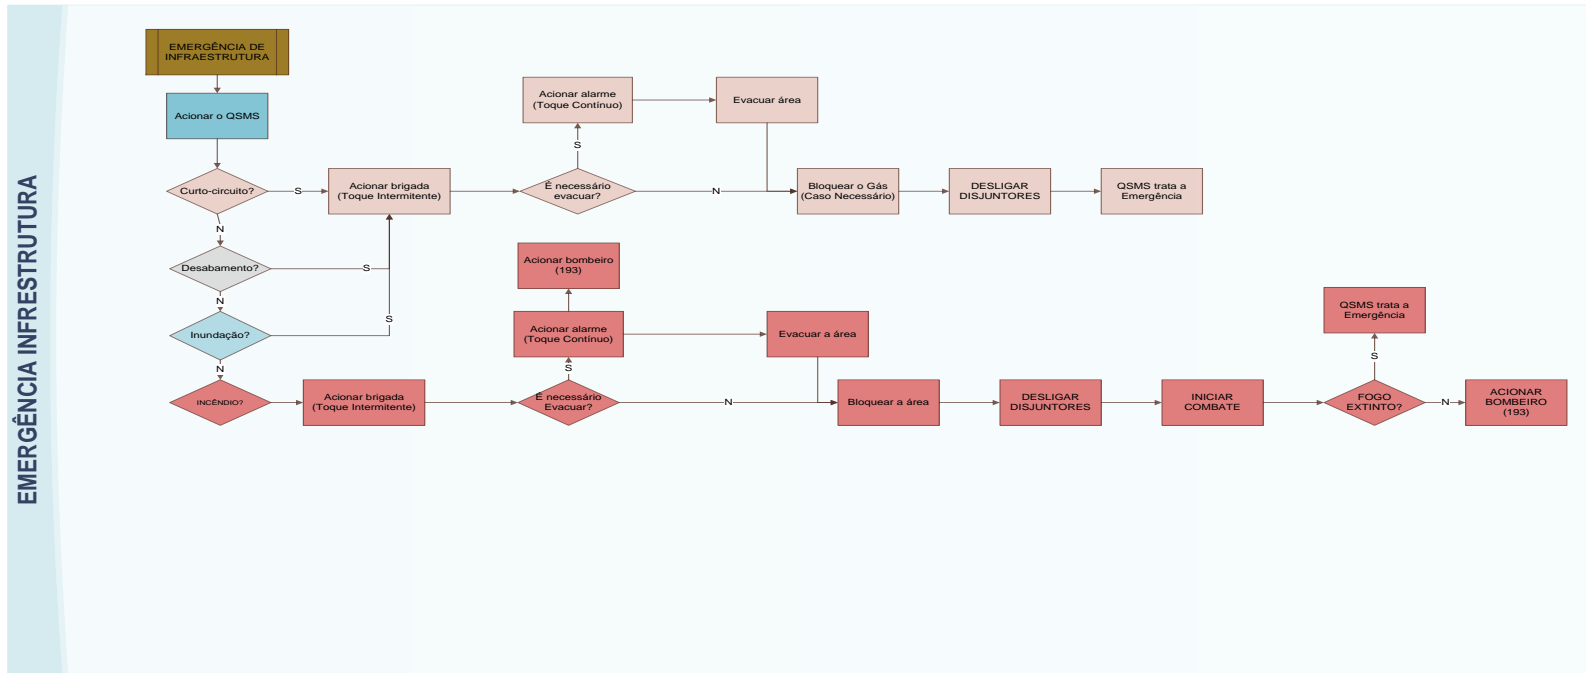 EMERGÊNCIA INFRESTRUTURA
EMERGÊNCIA DE
INFRAESTRUTURA
Acionar o QSMS
Curto-circuito?
S
Acionar brigada
(Toque Intermitente)
É necessário
evacuar?
S
Acionar alarme
(Toque Contínuo)
Evacuar área
N
Bloquear o Gás
(Caso Necessário)
DESLIGAR
DISJUNTORES
QSMS trata a
Emergência
N
Desabamento?
S
N
Inundação?
S
N
INCÊNDIO?
Acionar brigada
(Toque Intermitente)
É necessário
Evacuar?
S
Acionar alarme
(Toque Contínuo)
Acionar bombeiro
(193)
Evacuar a área
N
Bloquear a área
DESLIGAR
DISJUNTORES
INICIAR
COMBATE
FOGO
EXTINTO?
S
QSMS trata a
Emergência
N
ACIONAR
BOMBEIRO
(193)